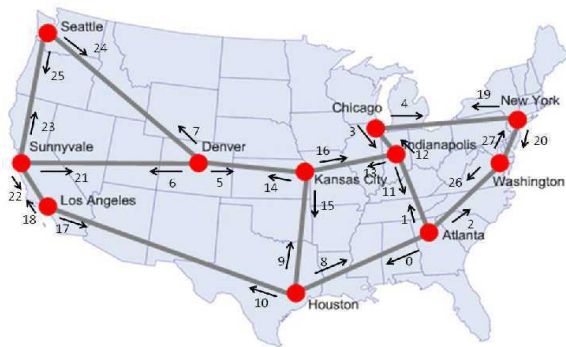 Seattle
24
25
19
4
New York
Chicago
3
7
20
23
27
16
Indianapolis
12
Sunnyvale
Denver
13
21
6
5
14
Kansas City
11
26
Washington
22
15
18
Los Angeles
17
1
2
Atlanta
9
8
0
10
Houston